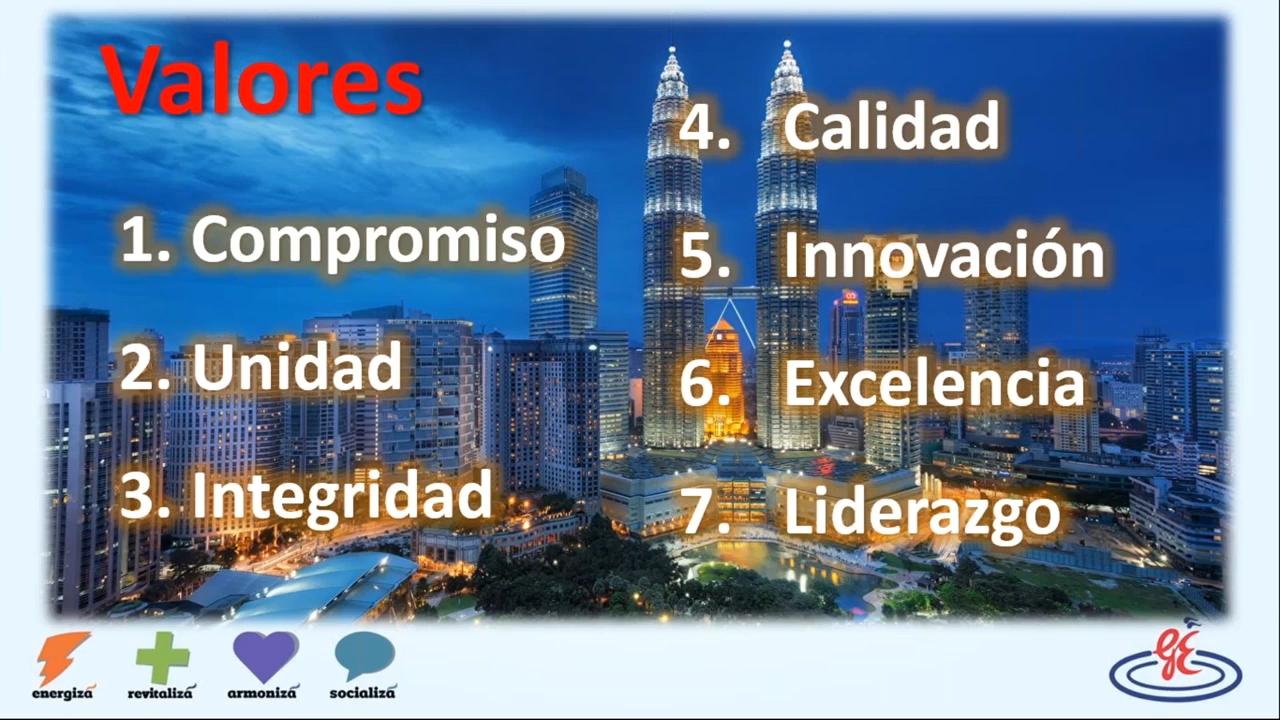 Valores
1. Compromiso
2. Unidad
3. Integridad
4. Calidad
5. Innovación
6. Excelencia
7. Liderazgo
energizá
revitalizá
armonizá
socializá
GE